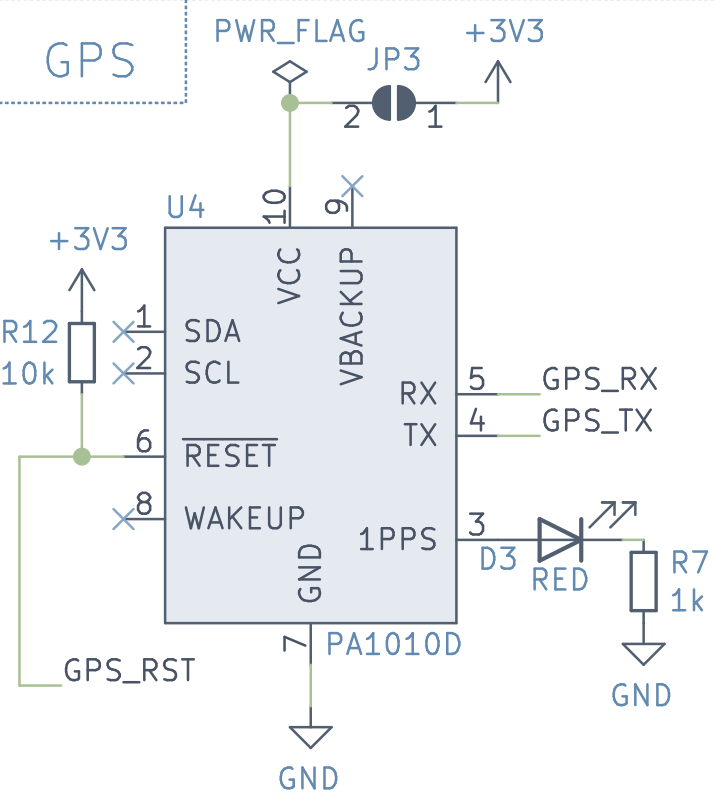 GPS
PWR_FLAG
+3V3
JP3
2
1
U4
10
9
+3V3
VCC
VBACKUP
R12
10k
1
SDA
2
SCL
5
RX
GPS_RX
4
TX
GPS_TX
6
RESET
8
WAKEUP
3
1PPS
D3
RED
R7
1k
GND
7
PA1010D
GPS_RST
GND
GND